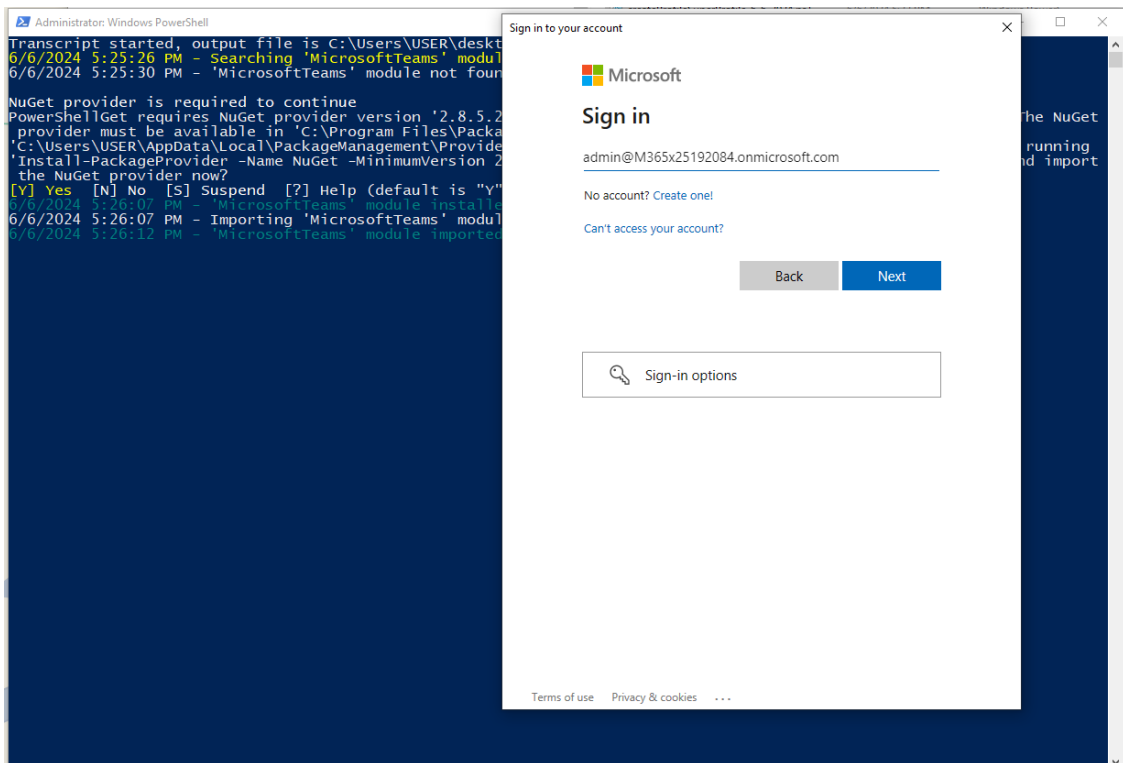 Administrator: Windows PowerShell
Transcript started, output file is C:\Users\USER\deskt
6/6/2024 5:25:26 PM - Searching 'MicrosoftTeams' modul
6/6/2024 5:25:30 PM - 'MicrosoftTeams' module not foun
NuGet provider is required to continue
PowerShellGet requires NuGet provider version '2.8.5.2
he NuGet
provider must be available in 'C:\Program Files\Packa
'C:\Users\USER\AppData\Local\PackageManagement\Provide
running
'Install-PackageProvider -Name NuGet -MinimumVersion 2
nd import
the NuGet provider now?
[Y] Yes [N] No [S] Suspend [?] Help (default is "Y"
6/6/2024 5:26:07 PM - 'MicrosoftTeams' module installe
6/6/2024 5:26:07 PM - Importing 'MicrosoftTeams' modul
6/6/2024 5:26:12 PM - 'MicrosoftTeams' module imported
Sign in to your account
Microsoft
Sign in
admin@M365x25192084.onmicrosoft.com
No account? Create one!
Can't access your account?
Back
Next
Sign-in options
Terms of use Privacy & cookies ...